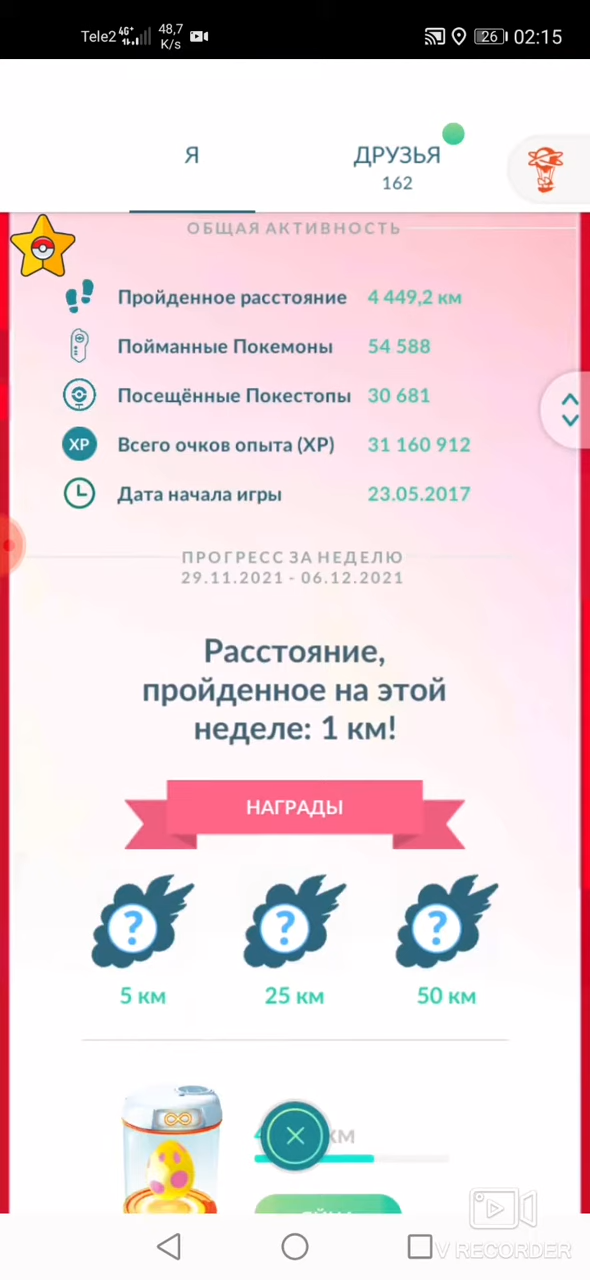 Tele2 4G+ 48,7 K/s 26 02:15
Я
ДРУЗЬЯ
162
ОБЩАЯ АКТИВНОСТЬ
Пройденное расстояние 4 449,2 км
Пойманные Покемоны 54 588
Посещённые Покестопы 30 681
XP Всего очков опыта (XP) 31 160 912
Дата начала игры 23.05.2017
ПРОГРЕСС ЗА НЕДЕЛЮ
29.11.2021 - 06.12.2021
Расстояние,
пройденное на этой
неделе: 1 км!
НАГРАДЫ
? ? ?
5 км 25 км 50 км
км
V RECORDER